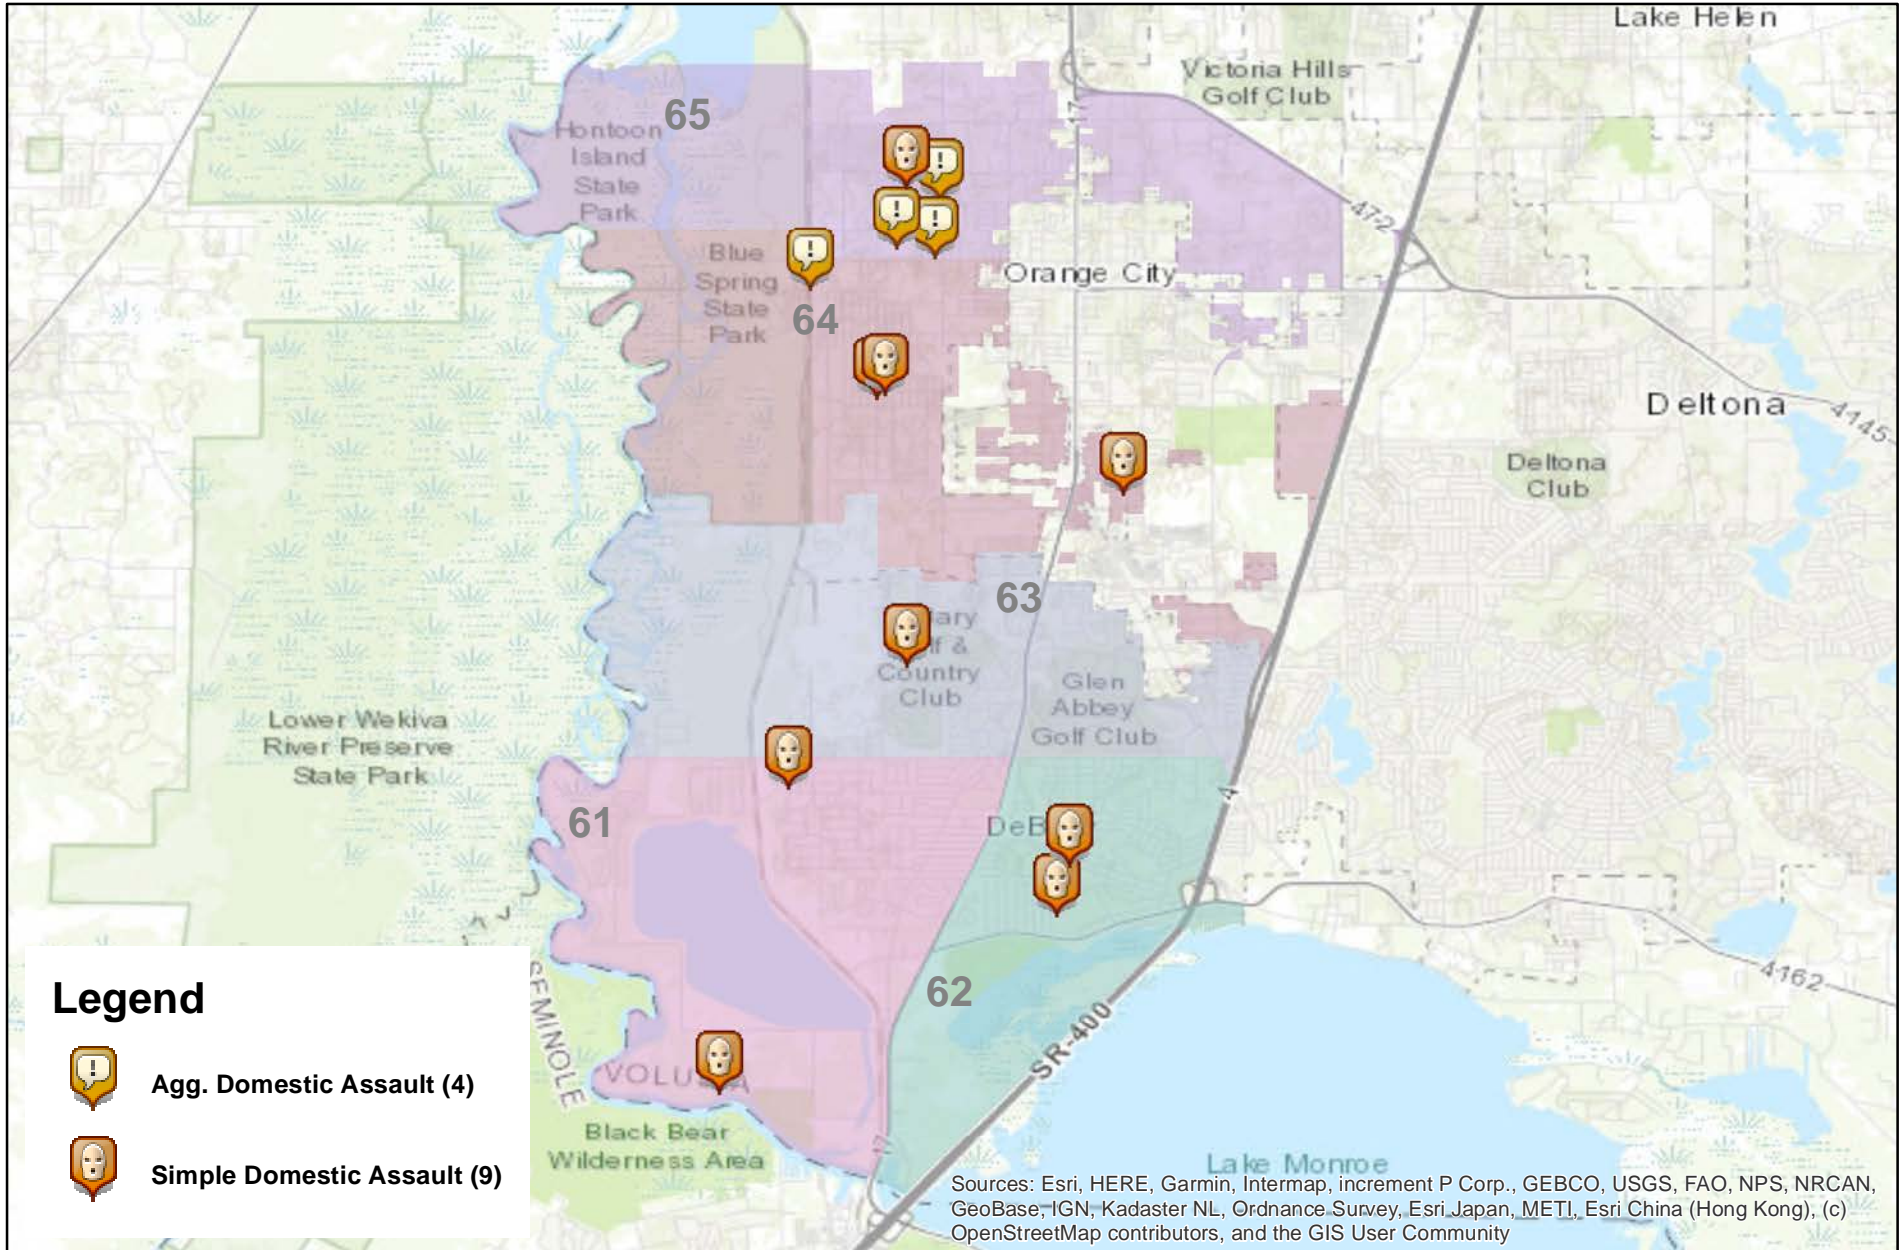 Lake Helen
Victoria Hills
Golf Club
65
17
Hontoon
Island
State
Park
472
Blue
Spring
State
Park
Orange City
64
Deltona
4145
Deltona
Club
63
Country
Club
Glen
Abbey
Golf Club
Lower Wekiva
River Preserve
State Park
4
61
DeB
62
4162
SR-400
SEMINOLE
VOLU A
17
Black Bear
Wilderness Area
Lake Monroe
Legend
Agg. Domestic Assault (4)
Simple Domestic Assault (9)
Sources: Esri, HERE, Garmin, Intermap, increment P Corp., GEBCO, USGS, FAO, NPS, NRCAN,
GeoBase, IGN, Kadaster NL, Ordnance Survey, Esri Japan, METI, Esri China (Hong Kong), (c)
OpenStreetMap contributors, and the GIS User Community